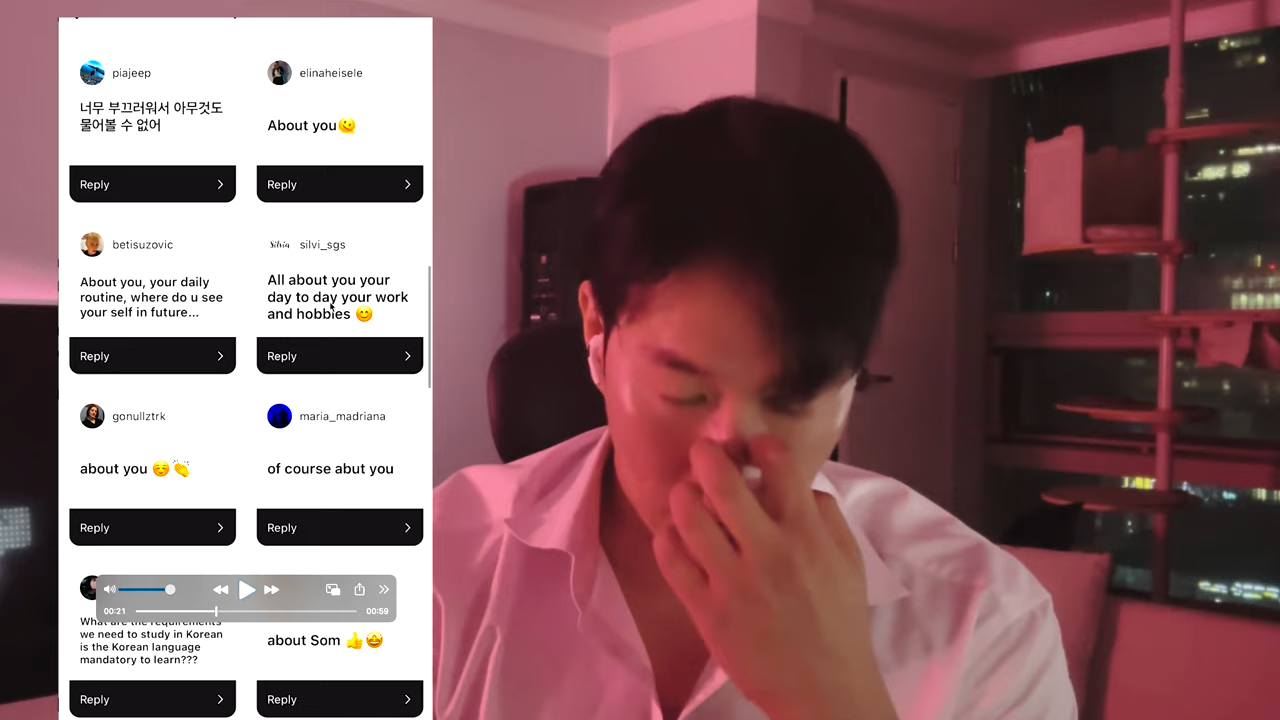 piajeep
너무 부끄러워서 아무것도
물어볼 수 없어
Reply
elinaheisele
About you🫠
Reply
betisuzovic
About you, your daily
routine, where do u see
your self in future...
Reply
Silvia
silvi_sgs
All about you your
day to day your work
and hobbies 😊
Reply
gonullztrk
about you ☺️👏
Reply
maria_madriana
of course abut you
Reply
00:21
00:59
What are the requirements
we need to study in Korean
is the Korean language
mandatory to learn???
Reply
about Som 👍🤩
Reply